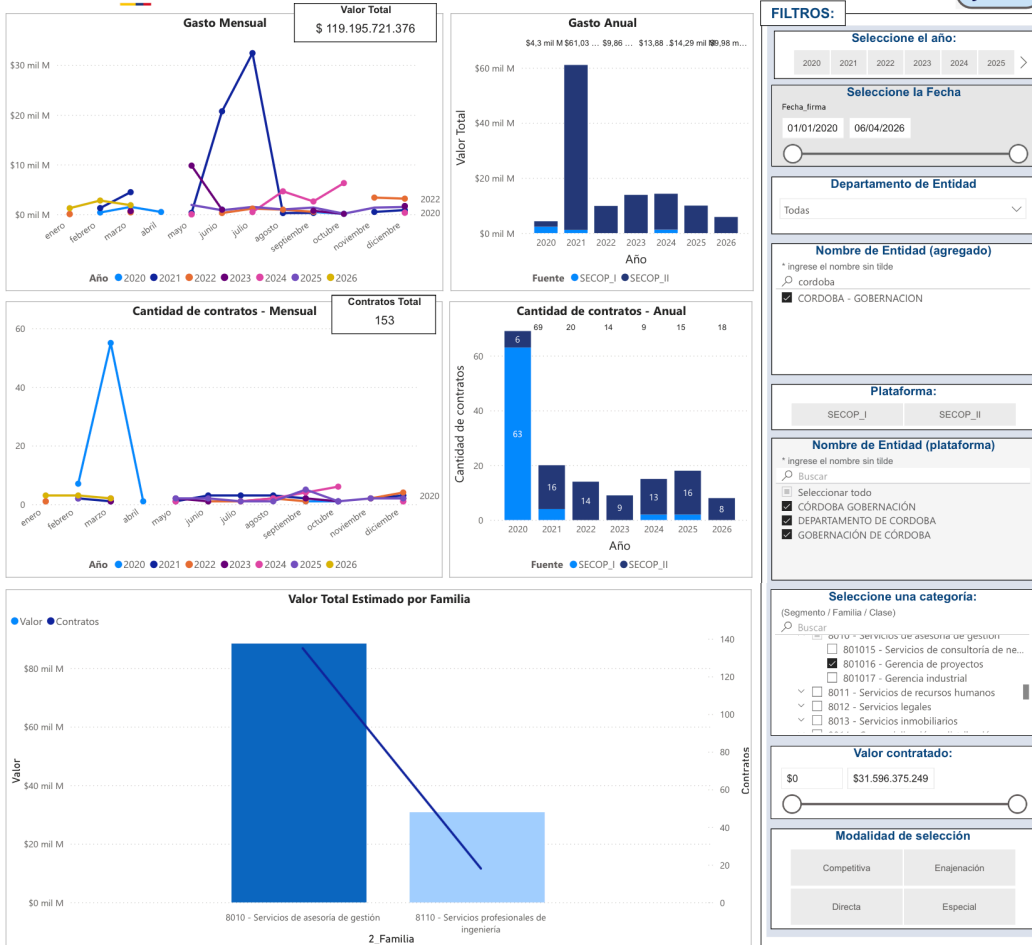 Gasto Mensual
Valor Total
$ 119.195.721.376
$30 mil M
$20 mil M
$10 mil M
$0 mil M
enero
febrero
marzo
abril
mayo
junio
julio
agosto
septiembre
octubre
noviembre
diciembre
2022
2020
Año 2020 2021 2022 2023 2024 2025 2026
Gasto Anual
$4,3 mil M $61,03 ... $9,86 ... $13,88 ... $14,29 mil M $9,98 m...
Valor Total
$60 mil M
$40 mil M
$20 mil M
$0 mil M
2020 2021 2022 2023 2024 2025 2026
Año
Fuente SECOP_I SECOP_II
Cantidad de contratos - Mensual
Contratos Total
153
60
40
20
0
enero
febrero
marzo
abril
mayo
junio
julio
agosto
septiembre
octubre
noviembre
diciembre
2020
Año 2020 2021 2022 2023 2024 2025 2026
Cantidad de contratos - Anual
69 20 14 9 15 18
Cantidad de contratos
60
40
20
0
6
63
16
14
9
13
16
8
2020 2021 2022 2023 2024 2025 2026
Año
Fuente SECOP_I SECOP_II
Valor Total Estimado por Familia
Valor Contratos
Valor
$80 mil M
$60 mil M
$40 mil M
$20 mil M
$0 mil M
140
120
100
80
60
40
20
0
Contratos
8010 - Servicios de asesoría de gestión
8110 - Servicios profesionales de
ingeniería
2_Familia
FILTROS:
Seleccione el año:
2020 2021 2022 2023 2024 2025
Seleccione la Fecha
Fecha_firma
01/01/2020 06/04/2026
Departamento de Entidad
Todas
Nombre de Entidad (agregado)
* ingrese el nombre sin tilde
cordoba
CORDOBA - GOBERNACION
Plataforma:
SECOP_I SECOP_II
Nombre de Entidad (plataforma)
* ingrese el nombre sin tilde
Buscar
Seleccionar todo
CÓRDOBA GOBERNACIÓN
DEPARTAMENTO DE CORDOBA
GOBERNACIÓN DE CÓRDOBA
Seleccione una categoría:
(Segmento / Familia / Clase)
Buscar
8010 - Servicios de asesoría de gestión
801015 - Servicios de consultoría de ne...
801016 - Gerencia de proyectos
801017 - Gerencia industrial
8011 - Servicios de recursos humanos
8012 - Servicios legales
8013 - Servicios inmobiliarios
Valor contratado:
$0 $31.596.375.249
Modalidad de selección
Competitiva Enajenación
Directa Especial